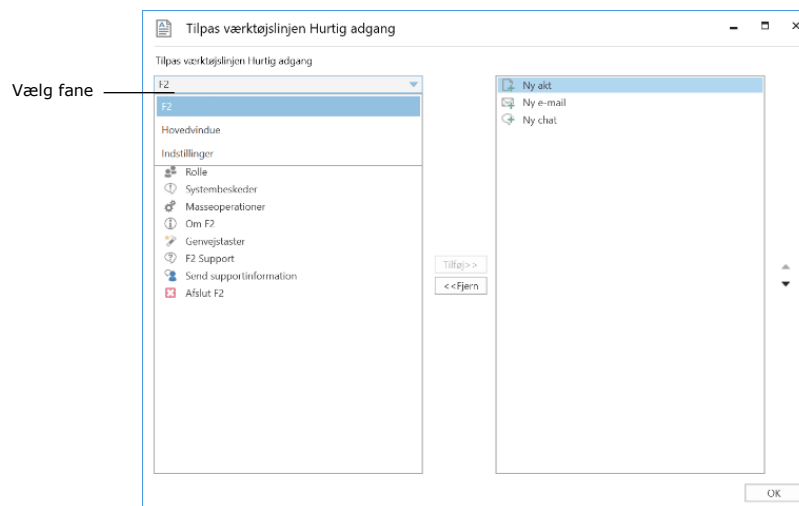 Tilpas værktøjslinjen Hurtig adgang
Tilpas værktøjslinjen Hurtig adgang
Vælg fane
F2
F2
Hovedvindue
Indstillinger
Rolle
Systembeskeder
Masseoperationer
Om F2
Genvejstaster
F2 Support
Send supportinformation
Afslut F2
Tilføj>>
<<Fjern
Ny akt
Ny e-mail
Ny chat
OK